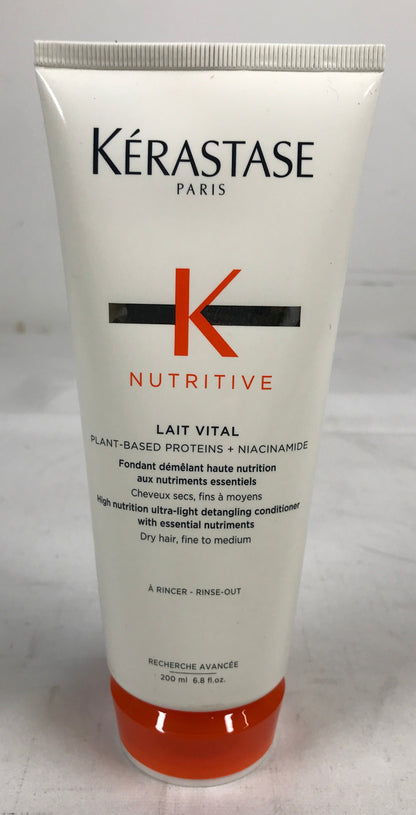 KÉRASTASE
PARIS
K
NUTRITIVE
LAIT VITAL
PLANT-BASED PROTEINS + NIACINAMIDE
Fondant démêlant haute nutrition
aux nutriments essentiels
Cheveux secs, fins à moyens
High nutrition ultra-light detangling conditioner
with essential nutriments
Dry hair, fine to medium
À RINCER - RINSE-OUT
RECHERCHE AVANCÉE
200 ml 6.8 fl.oz.